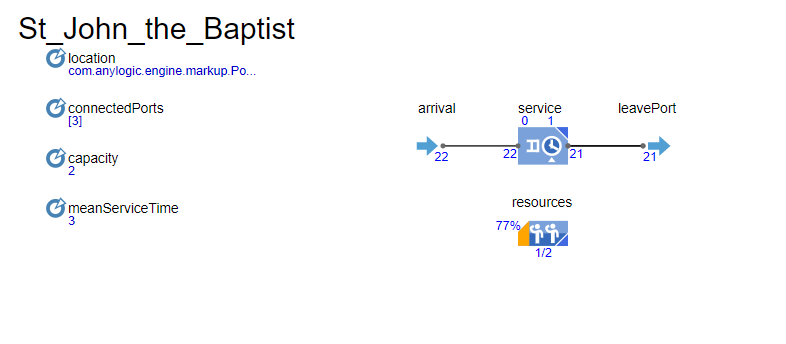 St_John_the_Baptist
location
com.anylogic.engine.markup.Po...
connectedPorts
[3]
capacity
2
meanServiceTime
3
arrival
service
leavePort
0 1
22
22
21
21
resources
77%
1/2